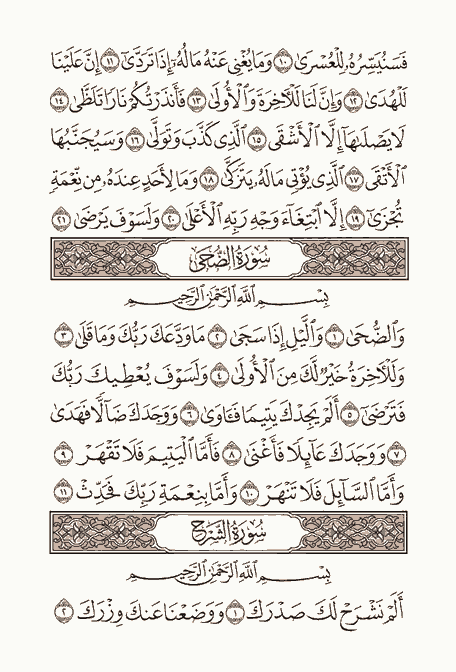 فَسَنُيَسِّرُهُۥ لِلۡعُسۡرَىٰ ١٠ وَمَا يُغۡنِي عَنۡهُ مَالُهُۥٓ إِذَا تَرَدَّىٰٓ ١١ إِنَّ عَلَيۡنَا
لَلۡهُدَىٰ ١٢ وَإِنَّ لَنَا لَلۡأٓخِرَةَ وَٱلۡأُولَىٰ ١٣ فَأَنذَرۡتُكُمۡ نَارٗا تَلَظَّىٰ ١٤
لَا يَصۡلَىٰهَآ إِلَّا ٱلۡأَشۡقَى ١٥ ٱلَّذِي كَذَّبَ وَتَوَلَّىٰ ١٦ وَسَيُجَنَّبُهَا
ٱلۡأَتۡقَى ١٧ ٱلَّذِي يُؤۡتِي مَالَهُۥ يَتَزَكَّىٰ ١٨ وَمَا لِأَحَدٍ عِندَهُۥ مِن نِّعۡمَةٖ
تُجۡزَىٰٓ ١٩ إِلَّا ٱبۡتِغَآءَ وَجۡهِ رَبِّهِ ٱلۡأَعۡلَىٰ ٢٠ وَلَسَوۡفَ يَرۡضَىٰ ٢١
سُورَةُ الضُّحَىٰ
بِسۡمِ ٱللَّهِ ٱلرَّحۡمَٰنِ ٱلرَّحِيمِ
وَٱلضُّحَىٰ ١ وَٱلَّيۡلِ إِذَا سَجَىٰ ٢ مَا وَدَّعَكَ رَبُّكَ وَمَا قَلَىٰ ٣
وَلَلۡأٓخِرَةُ خَيۡرٞ لَّكَ مِنَ ٱلۡأُولَىٰ ٤ وَلَسَوۡفَ يُعۡطِيكَ رَبُّكَ
فَتَرۡضَىٰٓ ٥ أَلَمۡ يَجِدۡكَ يَتِيمٗا فَـَٔاوَىٰ ٦ وَوَجَدَكَ ضَآلّٗا فَهَدَىٰ
٧ وَوَجَدَكَ عَآئِلٗا فَأَغۡنَىٰ ٨ فَأَمَّا ٱلۡيَتِيمَ فَلَا تَقۡهَرۡ ٩
وَأَمَّا ٱلسَّآئِلَ فَلَا تَنۡهَرۡ ١٠ وَأَمَّا بِنِعۡمَةِ رَبِّكَ فَحَدِّثۡ ١١
سُورَةُ الشَّرۡحِ
بِسۡمِ ٱللَّهِ ٱلرَّحۡمَٰنِ ٱلرَّحِيمِ
أَلَمۡ نَشۡرَحۡ لَكَ صَدۡرَكَ ١ وَوَضَعۡنَا عَنكَ وِزۡرَكَ ٢